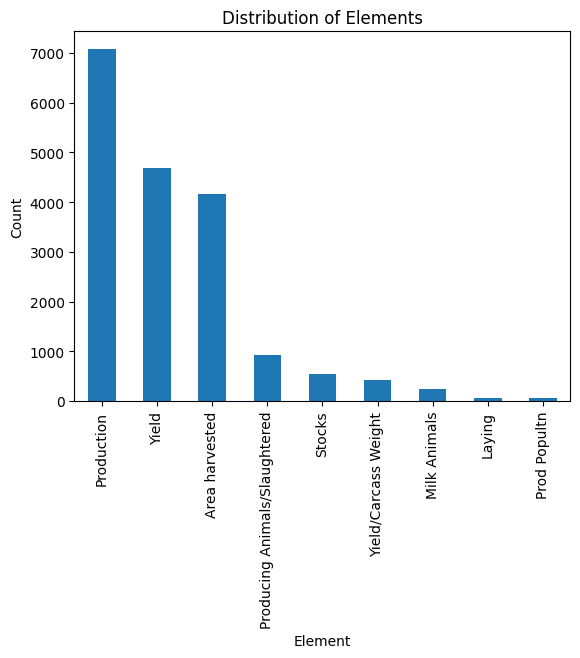 Distribution of Elements
Count
7000
6000
5000
4000
3000
2000
1000
0
Production
Yield
Area harvested
Producing Animals/Slaughtered
Stocks
Yield/Carcass Weight
Milk Animals
Laying
Prod Popultn
Element